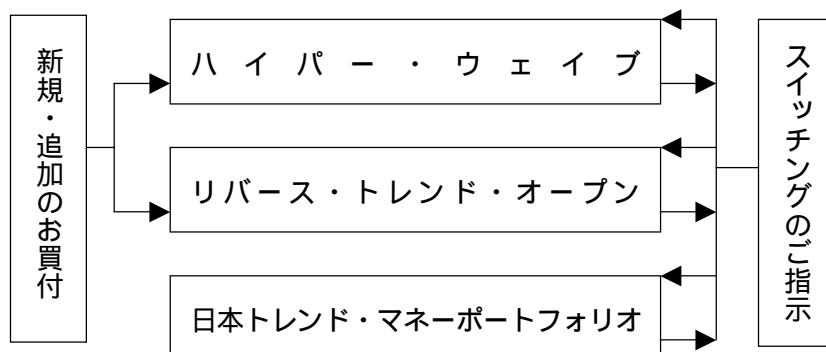 新規・追加のお買付
ハイパー・ウェイブ
リバース・トレンド・オープン
日本トレンド・マネーポートフォリオ
スイッチングのご指示